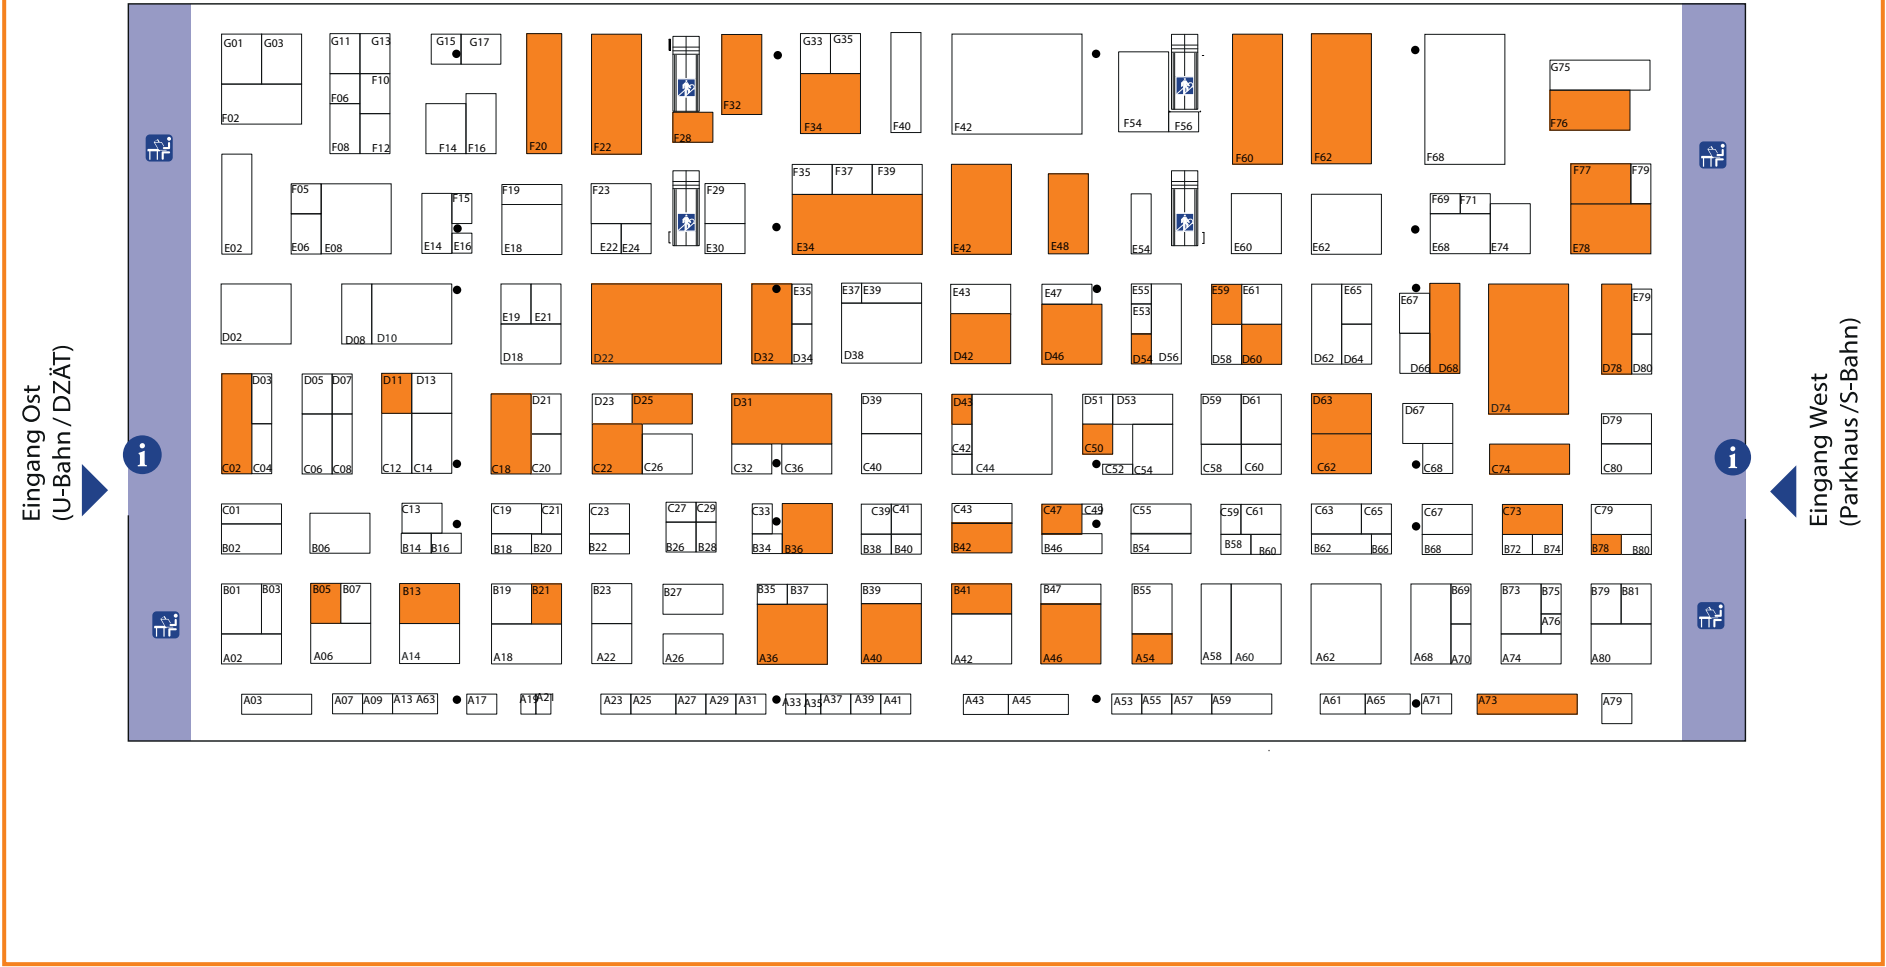 G01 G03 G11 G13 G15 G17 G33 G35
G75
F10
F06
F02 F08 F12 F14 F16 F20 F22 F28 F32 F34 F40 F42 F54 F56 F60 F62 F68 F76
F05 F15 F19 F23 F29 F35 F37 F39 F69 F71 F77 F79
E02 E06 E08 E14 E16 E18 E22 E24 E30 E34 E42 E48 E54 E60 E62 E68 E74 E78
E19 E21 E35 E37 E39 E43 E47 E55 E53 E59 E61 E65 E67 E79
D02 D08 D10 D18 D22 D32 D34 D38 D42 D46 D54 D56 D58 D60 D62 D64 D66 D68 D74 D78 D80
D03 D05 D07 D11 D13 D21 D23 D25 D31 D39 D43 D51 D53 D59 D61 D63 D67 D79
C42 C50
C02 C04 C06 C08 C12 C14 C18 C20 C22 C26 C32 C36 C40 C44 C52 C54 C58 C60 C62 C68 C74 C80
C01 C13 C19 C21 C23 C27 C29 C33 C39 C41 C43 C47 C49 C55 C59 C61 C63 C65 C67 C73 C79
B02 B06 B14 B16 B18 B20 B22 B26 B28 B34 B36 B38 B40 B42 B46 B54 B58 B60 B62 B66 B68 B72 B74 B78 B80
B01 B03 B05 B07 B13 B19 B21 B23 B27 B35 B37 B39 B41 B47 B55 B69 B73 B75 B79 B81
A76
A02 A06 A14 A18 A22 A26 A36 A40 A42 A46 A54 A58 A60 A62 A68 A70 A74 A80
A03 A07 A09 A13 A63 A17 A19 A21 A23 A25 A27 A29 A31 A33 A35 A37 A39 A41 A43 A45 A53 A55 A57 A59 A61 A65 A71 A73 A79
i
i
Eingang Ost
(U-Bahn / DZÄT)
Eingang West
(Parkhaus /S-Bahn)